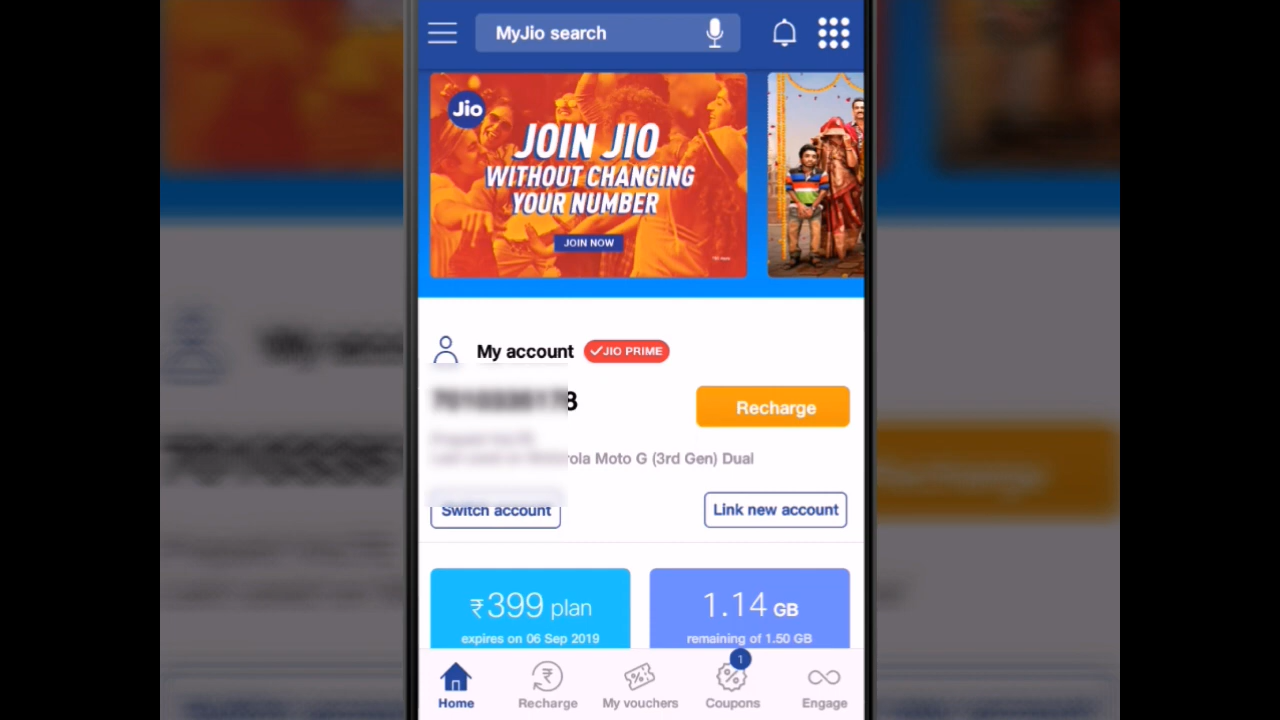 MyJio search
Jio
JOIN JIO
WITHOUT CHANGING
YOUR NUMBER
JOIN NOW
My account
JIO PRIME
8
Recharge
rola Moto G (3rd Gen) Dual
Switch account
Link new account
₹399 plan
expires on 06 Sep 2019
1.14 GB
remaining of 1.50 GB
1
Home
Recharge
My vouchers
Coupons
Engage